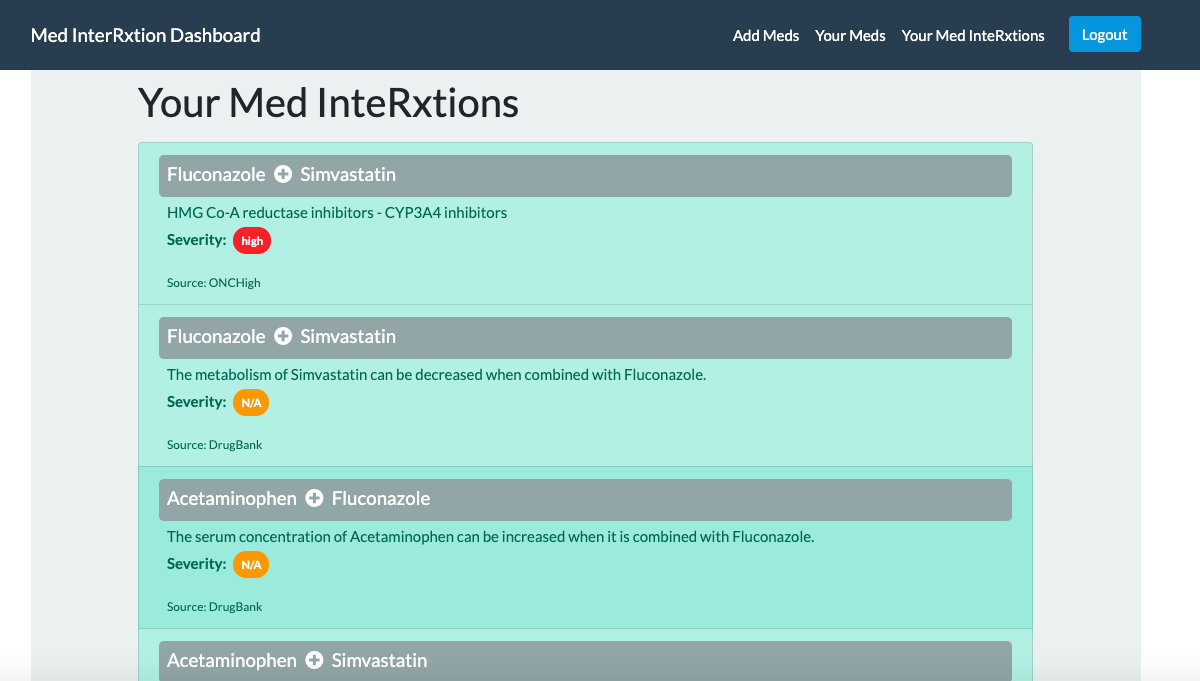 Med InterRxtion Dashboard
Add Meds Your Meds Your Med InteRxtions Logout
Your Med InteRxtions
Fluconazole Simvastatin
HMG Co-A reductase inhibitors - CYP3A4 inhibitors
Severity: high
Source: ONCHigh
Fluconazole Simvastatin
The metabolism of Simvastatin can be decreased when combined with Fluconazole.
Severity: N/A
Source: DrugBank
Acetaminophen Fluconazole
The serum concentration of Acetaminophen can be increased when it is combined with Fluconazole.
Severity: N/A
Source: DrugBank
Acetaminophen Simvastatin